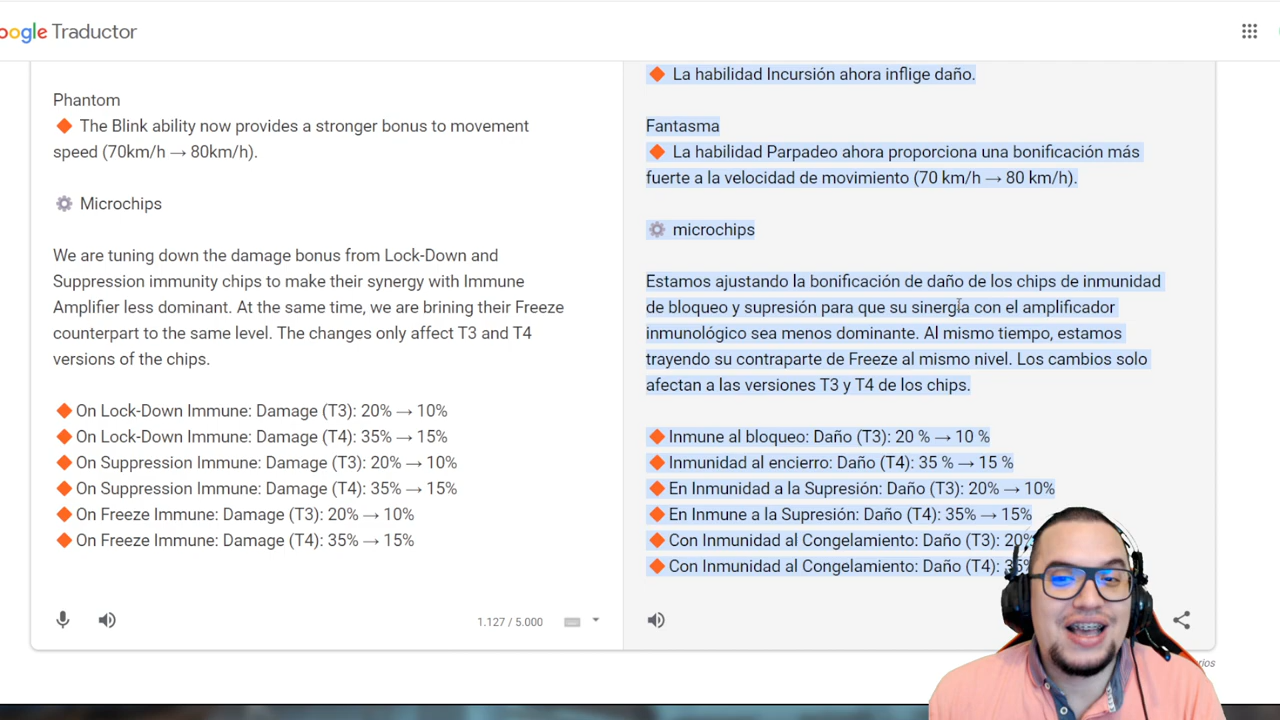 oogle Traductor
Phantom
🔶 The Blink ability now provides a stronger bonus to movement
speed (70km/h → 80km/h).
⚙ Microchips
We are tuning down the damage bonus from Lock-Down and
Suppression immunity chips to make their synergy with Immune
Amplifier less dominant. At the same time, we are brining their Freeze
counterpart to the same level. The changes only affect T3 and T4
versions of the chips.
🔶On Lock-Down Immune: Damage (T3): 20% → 10%
🔶On Lock-Down Immune: Damage (T4): 35% → 15%
🔶On Suppression Immune: Damage (T3): 20% → 10%
🔶On Suppression Immune: Damage (T4): 35% → 15%
🔶On Freeze Immune: Damage (T3): 20% → 10%
🔶On Freeze Immune: Damage (T4): 35% → 15%
1.127 / 5.000
🔶 La habilidad Incursión ahora inflige daño.
Fantasma
🔶 La habilidad Parpadeo ahora proporciona una bonificación más
fuerte a la velocidad de movimiento (70 km/h → 80 km/h).
⚙ microchips
Estamos ajustando la bonificación de daño de los chips de inmunidad
de bloqueo y supresión para que su sinergia con el amplificador
inmunológico sea menos dominante. Al mismo tiempo, estamos
trayendo su contraparte de Freeze al mismo nivel. Los cambios solo
afectan a las versiones T3 y T4 de los chips.
🔶Inmune al bloqueo: Daño (T3): 20 % → 10 %
🔶Inmunidad al encierro: Daño (T4): 35 % → 15 %
🔶En Inmunidad a la Supresión: Daño (T3): 20% → 10%
🔶En Inmune a la Supresión: Daño (T4): 35% → 15%
🔶Con Inmunidad al Congelamiento: Daño (T3): 20%
🔶Con Inmunidad al Congelamiento: Daño (T4):